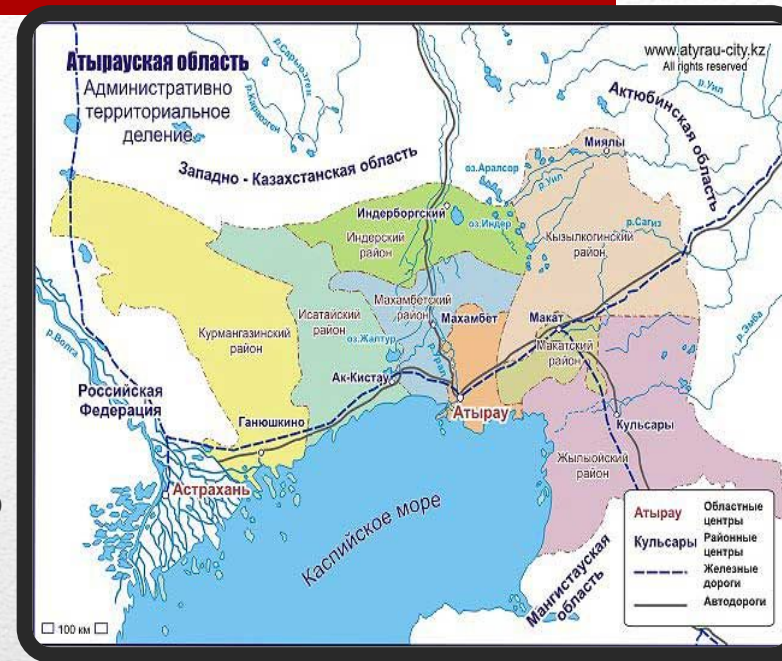 Атырауская область
Административно
территориальное
деление
www.atyrau-city.kz
All rights reserved
р.Сарыозен
р.Караозен
р.Уил
Актюбинская область
Западно - Казахстанская область
Миялы
оз.Аралсор
р.Уил
Индерборгский
оз.Индер
Индерский
район
р.Сагиз
Кызылкогинский
район
Махамбетский
район
Махамбет
Исатайский
район
Макат
Курмангазинский
район
оз.Жалтур
Макатский
район
р.Эмба
р.Волга
р.Урал
Ак-Кистау
Российская
Федерация
Атырау
Ганюшкино
Кульсары
Жылыойский
район
Астрахань
Каспийское море
Мангистауская
область
Атырау
Областные
центры
Кульсары
Районные
центры
Железные
дороги
Автодороги
100 км